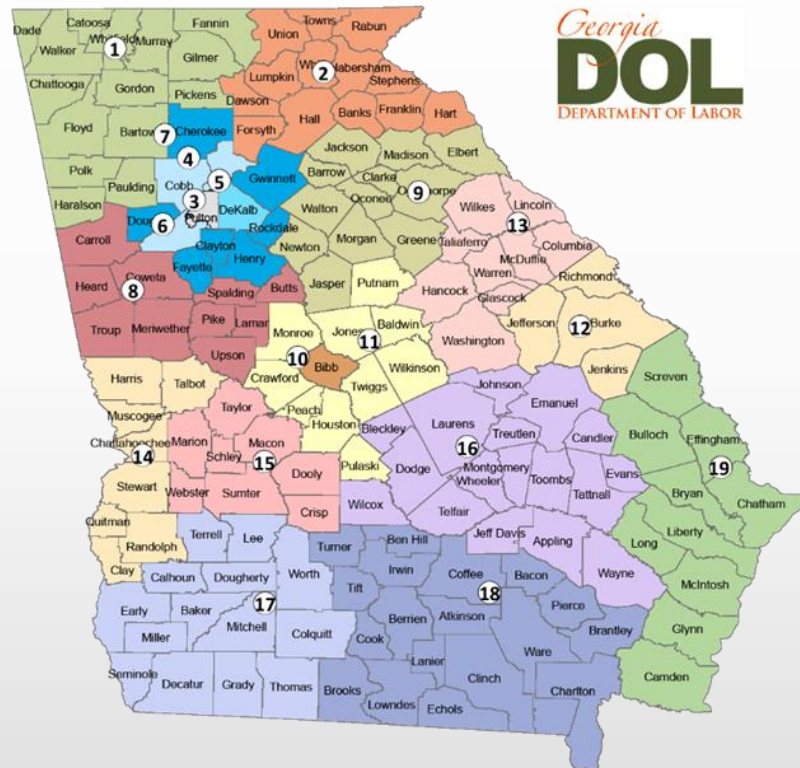 Georgia
DOL
DEPARTMENT OF LABOR
Dade
Catoosa
Murray
Fannin
Walker
1
Gilmer
Chattooga
Gordon
Pickens
Floyd
Bartow
7
Cherokee
Polk
Paulding
Haralson
Towns
Rabun
Union
2
Habersham
Lumpkin
Stephens
Dawson
Forsyth
Hall
Banks
Franklin
Hart
4
Cobb
5
Gwinnett
3
DeKalb
6
Rockdale
Clayton
Fayette
Henry
Jackson
Madison
Elbert
Barrow
Clarke
Oconee
9
Walton
Newton
Morgan
Greene
Jasper
Carroll
Heard
Coweta
8
Spalding
Butts
Troup
Meriwether
Pike
Lamar
Upson
Putnam
Monroe
Jones
Baldwin
11
10
Bibb
Wilkinson
Crawford
Twiggs
Peach
Houston
Pulaski
Wilkes
Lincoln
13
Taliaferro
Columbia
McDuffie
Warren
Hancock
Glascock
Washington
Richmond
Jefferson
12
Burke
Jenkins
Harris
Talbot
Muscogee
Chattahoochee
14
Stewart
Quitman
Randolph
Clay
Taylor
Marion
Macon
Schley
15
Dooly
Webster
Sumter
Crisp
Johnson
Emanuel
Bleckley
Laurens
Treutlen
Candler
16
Dodge
Montgomery
Wheeler
Toombs
Evans
Tattnall
Wilcox
Telfair
Jeff Davis
Appling
Wayne
Screven
Bulloch
Effingham
19
Bryan
Chatham
Liberty
Long
McIntosh
Glynn
Camden
Terrell
Lee
Calhoun
Dougherty
Worth
Early
Baker
17
Mitchell
Miller
Colquitt
Seminole
Decatur
Grady
Thomas
Turner
Ben Hill
Irwin
Coffee
Bacon
Tift
18
Pierce
Berrien
Atkinson
Brantley
Cook
Ware
Lanier
Clinch
Charlton
Brooks
Lowndes
Echols